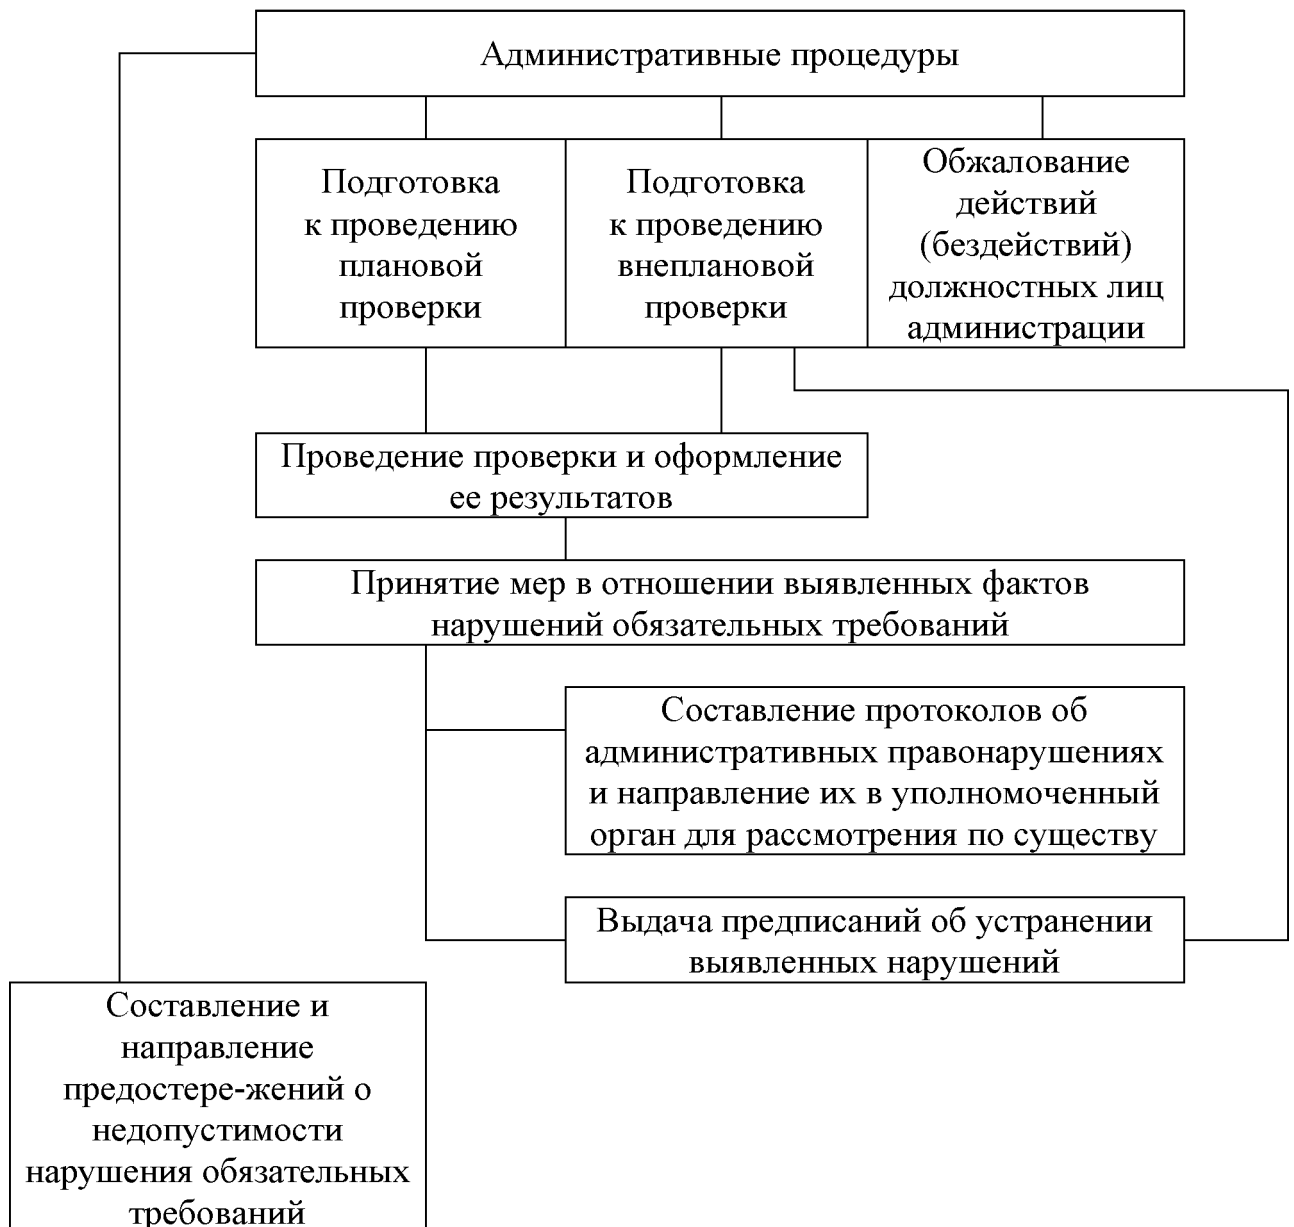 Административные процедуры
Подготовка
к проведению
плановой
проверки
Подготовка
к проведению
внеплановой
проверки
Обжалование
действий
(бездействий)
должностных лиц
администрации
Проведение проверки и оформление
ее результатов
Принятие мер в отношении выявленных фактов
нарушений обязательных требований
Составление протоколов об
административных правонарушениях
и направление их в уполномоченный
орган для рассмотрения по существу
Выдача предписаний об устранении
выявленных нарушений
Составление и
направление
предостере-жений о
недопустимости
нарушения обязательных
требований